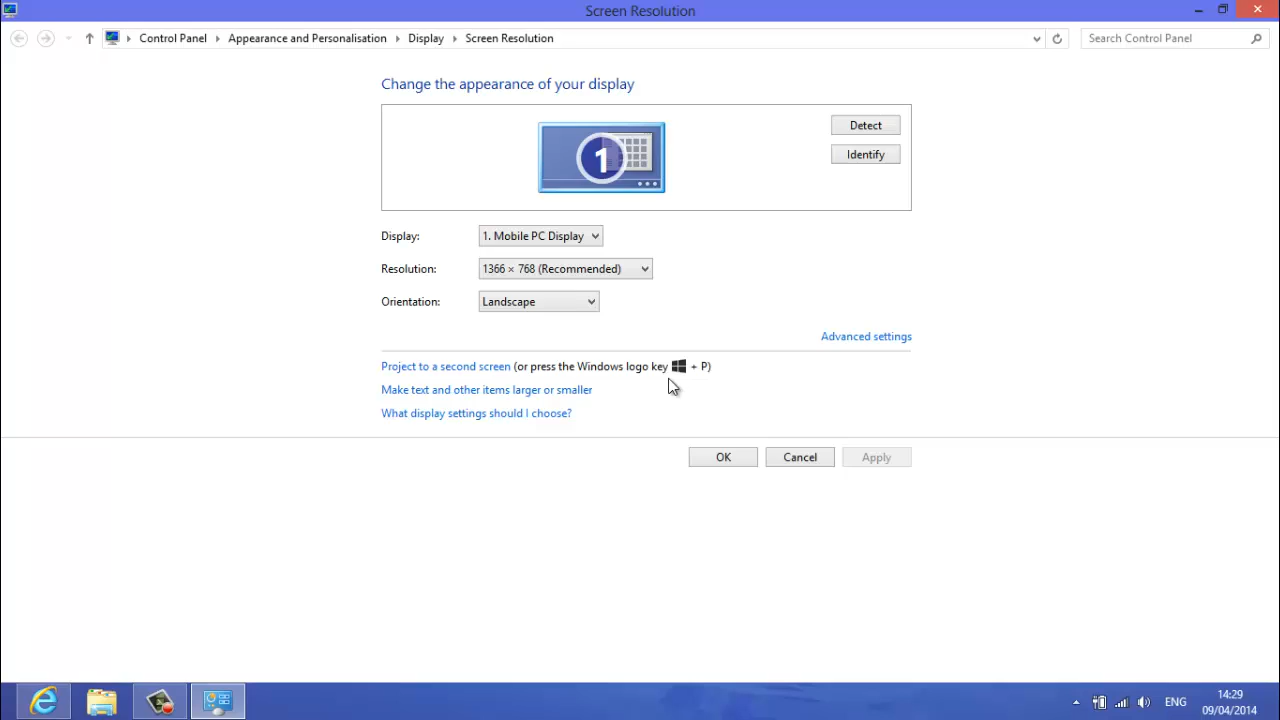 Screen Resolution
Control Panel Appearance and Personalisation Display Screen Resolution
Search Control Panel
Change the appearance of your display
1
Detect
Identify
Display: 1. Mobile PC Display
Resolution: 1366 × 768 (Recommended)
Orientation: Landscape
Advanced settings
Project to a second screen (or press the Windows logo key + P)
Make text and other items larger or smaller
What display settings should I choose?
OK Cancel Apply
ENG
14:29
09/04/2014